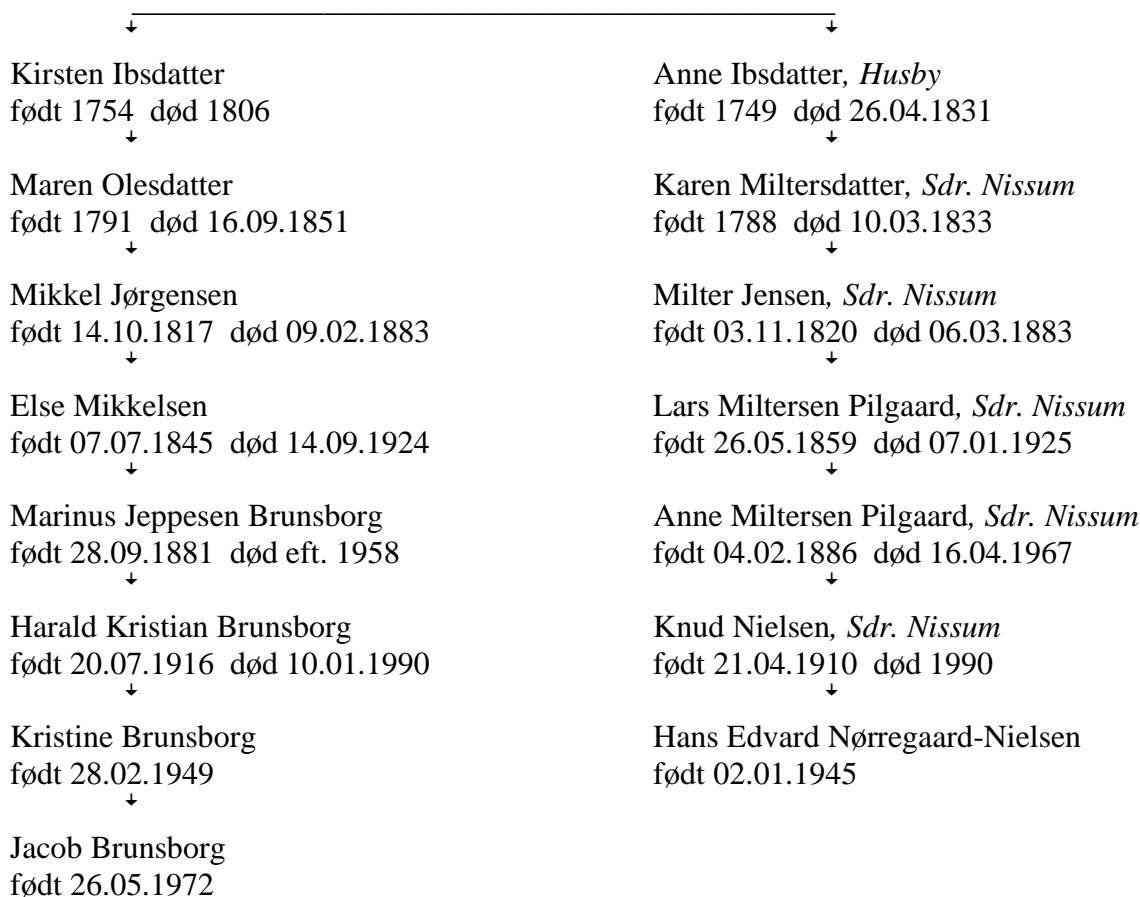 Kirsten Ibsdatter
født 1754 død 1806
Maren Olesdatter
født 1791 død 16.09.1851
Mikkel Jørgensen
født 14.10.1817 død 09.02.1883
Else Mikkelsen
født 07.07.1845 død 14.09.1924
Marinus Jeppesen Brunsborg
født 28.09.1881 død eft. 1958
Harald Kristian Brunsborg
født 20.07.1916 død 10.01.1990
Kristine Brunsborg
født 28.02.1949
Jacob Brunsborg
født 26.05.1972
Anne Ibsdatter, Husby
født 1749 død 26.04.1831
Karen Miltersdatter, Sdr. Nissum
født 1788 død 10.03.1833
Milter Jensen, Sdr. Nissum
født 03.11.1820 død 06.03.1883
Lars Miltersen Pilgaard, Sdr. Nissum
født 26.05.1859 død 07.01.1925
Anne Miltersen Pilgaard, Sdr. Nissum
født 04.02.1886 død 16.04.1967
Knud Nielsen, Sdr. Nissum
født 21.04.1910 død 1990
Hans Edvard Nørregaard-Nielsen
født 02.01.1945